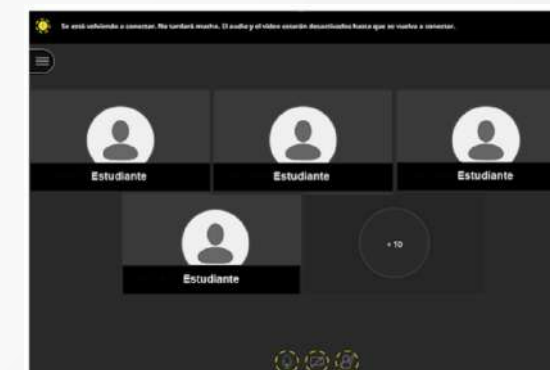 Se está volviendo a conectar. No tardará mucho. El audio y el vídeo estarán desactivados hasta que se vuelva a conectar.
Estudiante Estudiante Estudiante
Estudiante +10